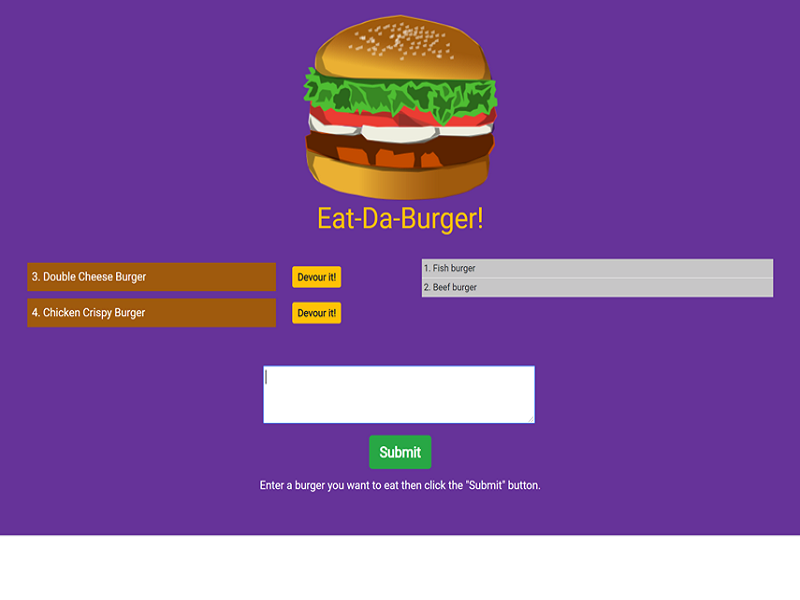 Eat-Da-Burger!
3. Double Cheese Burger
Devour it!
4. Chicken Crispy Burger
Devour it!
1. Fish burger
2. Beef burger
Submit
Enter a burger you want to eat then click the "Submit" button.